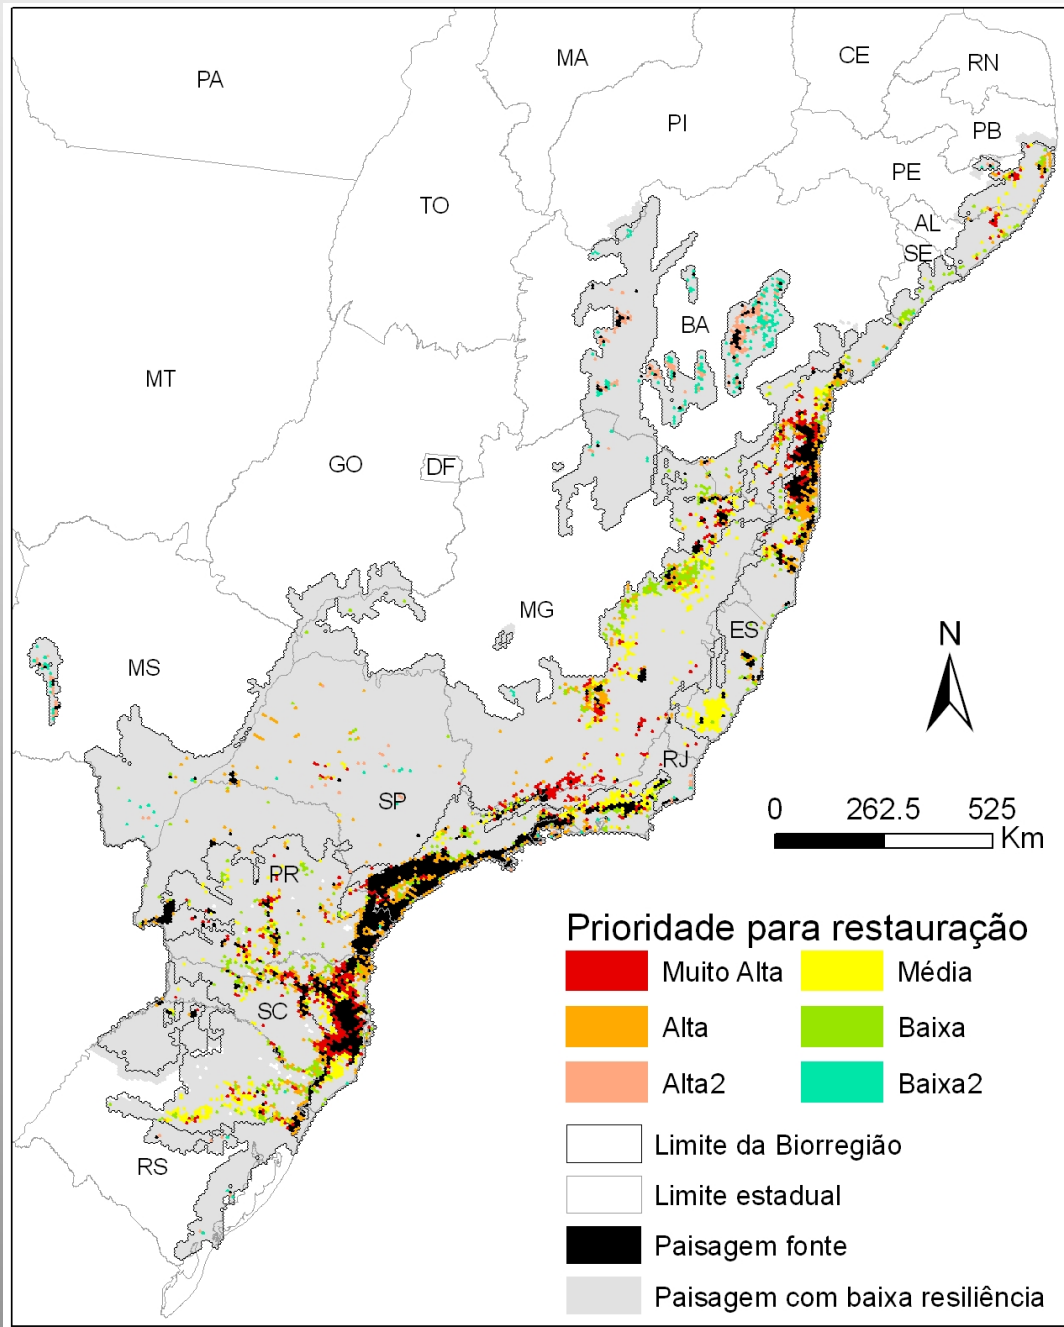 MA
CE
RN
PA
PI
PB
PE
TO
AL
SE
BA
MT
GO
DF
MG
ES
MS
N
RJ
SP
0 262.5 525
Km
PR
SC
RS
Prioridade para restauração
Muito Alta Média
Alta Baixa
Alta2 Baixa2
Limite da Biorregião
Limite estadual
Paisagem fonte
Paisagem com baixa resiliência